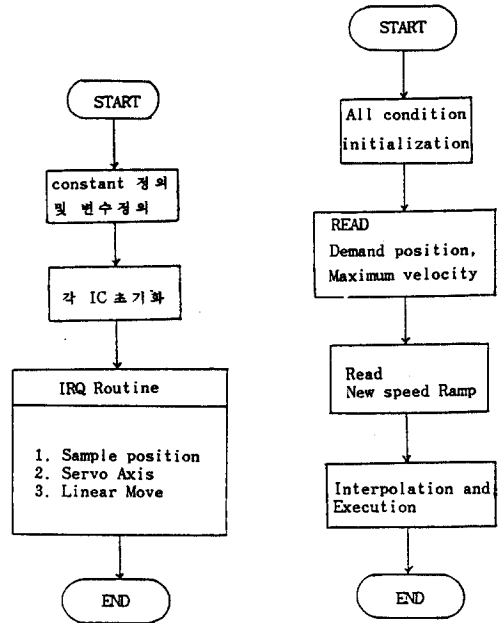 START
constant 정의
및 변수정의
각 IC 초기화
IRQ Routine
1. Sample position
2. Servo Axis
3. Linear Move
END
START
All condition
initialization
READ
Demand position,
Maximum velocity
Read
New speed Ramp
Interpolation and
Execution
END